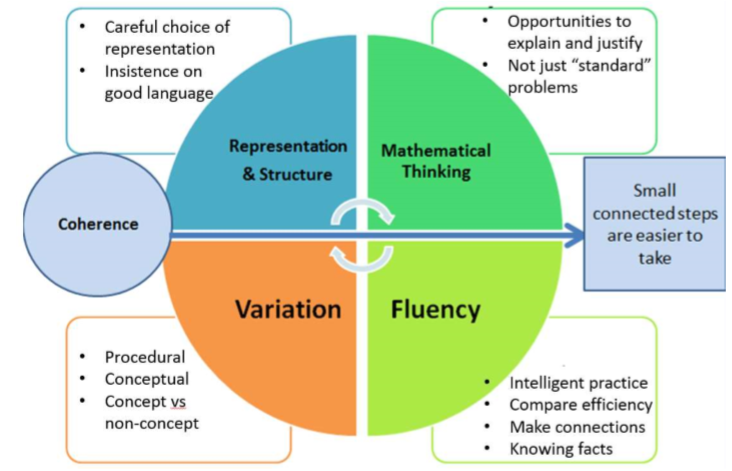 • Careful choice of
representation
• Insistence on
good language
• Opportunities to
explain and justify
• Not just “standard”
problems
Representation
& Structure
Mathematical
Thinking
Coherence
Small
connected steps
are easier to
take
Variation
Fluency
• Procedural
• Conceptual
• Concept vs
non-concept
• Intelligent practice
• Compare efficiency
• Make connections
• Knowing facts